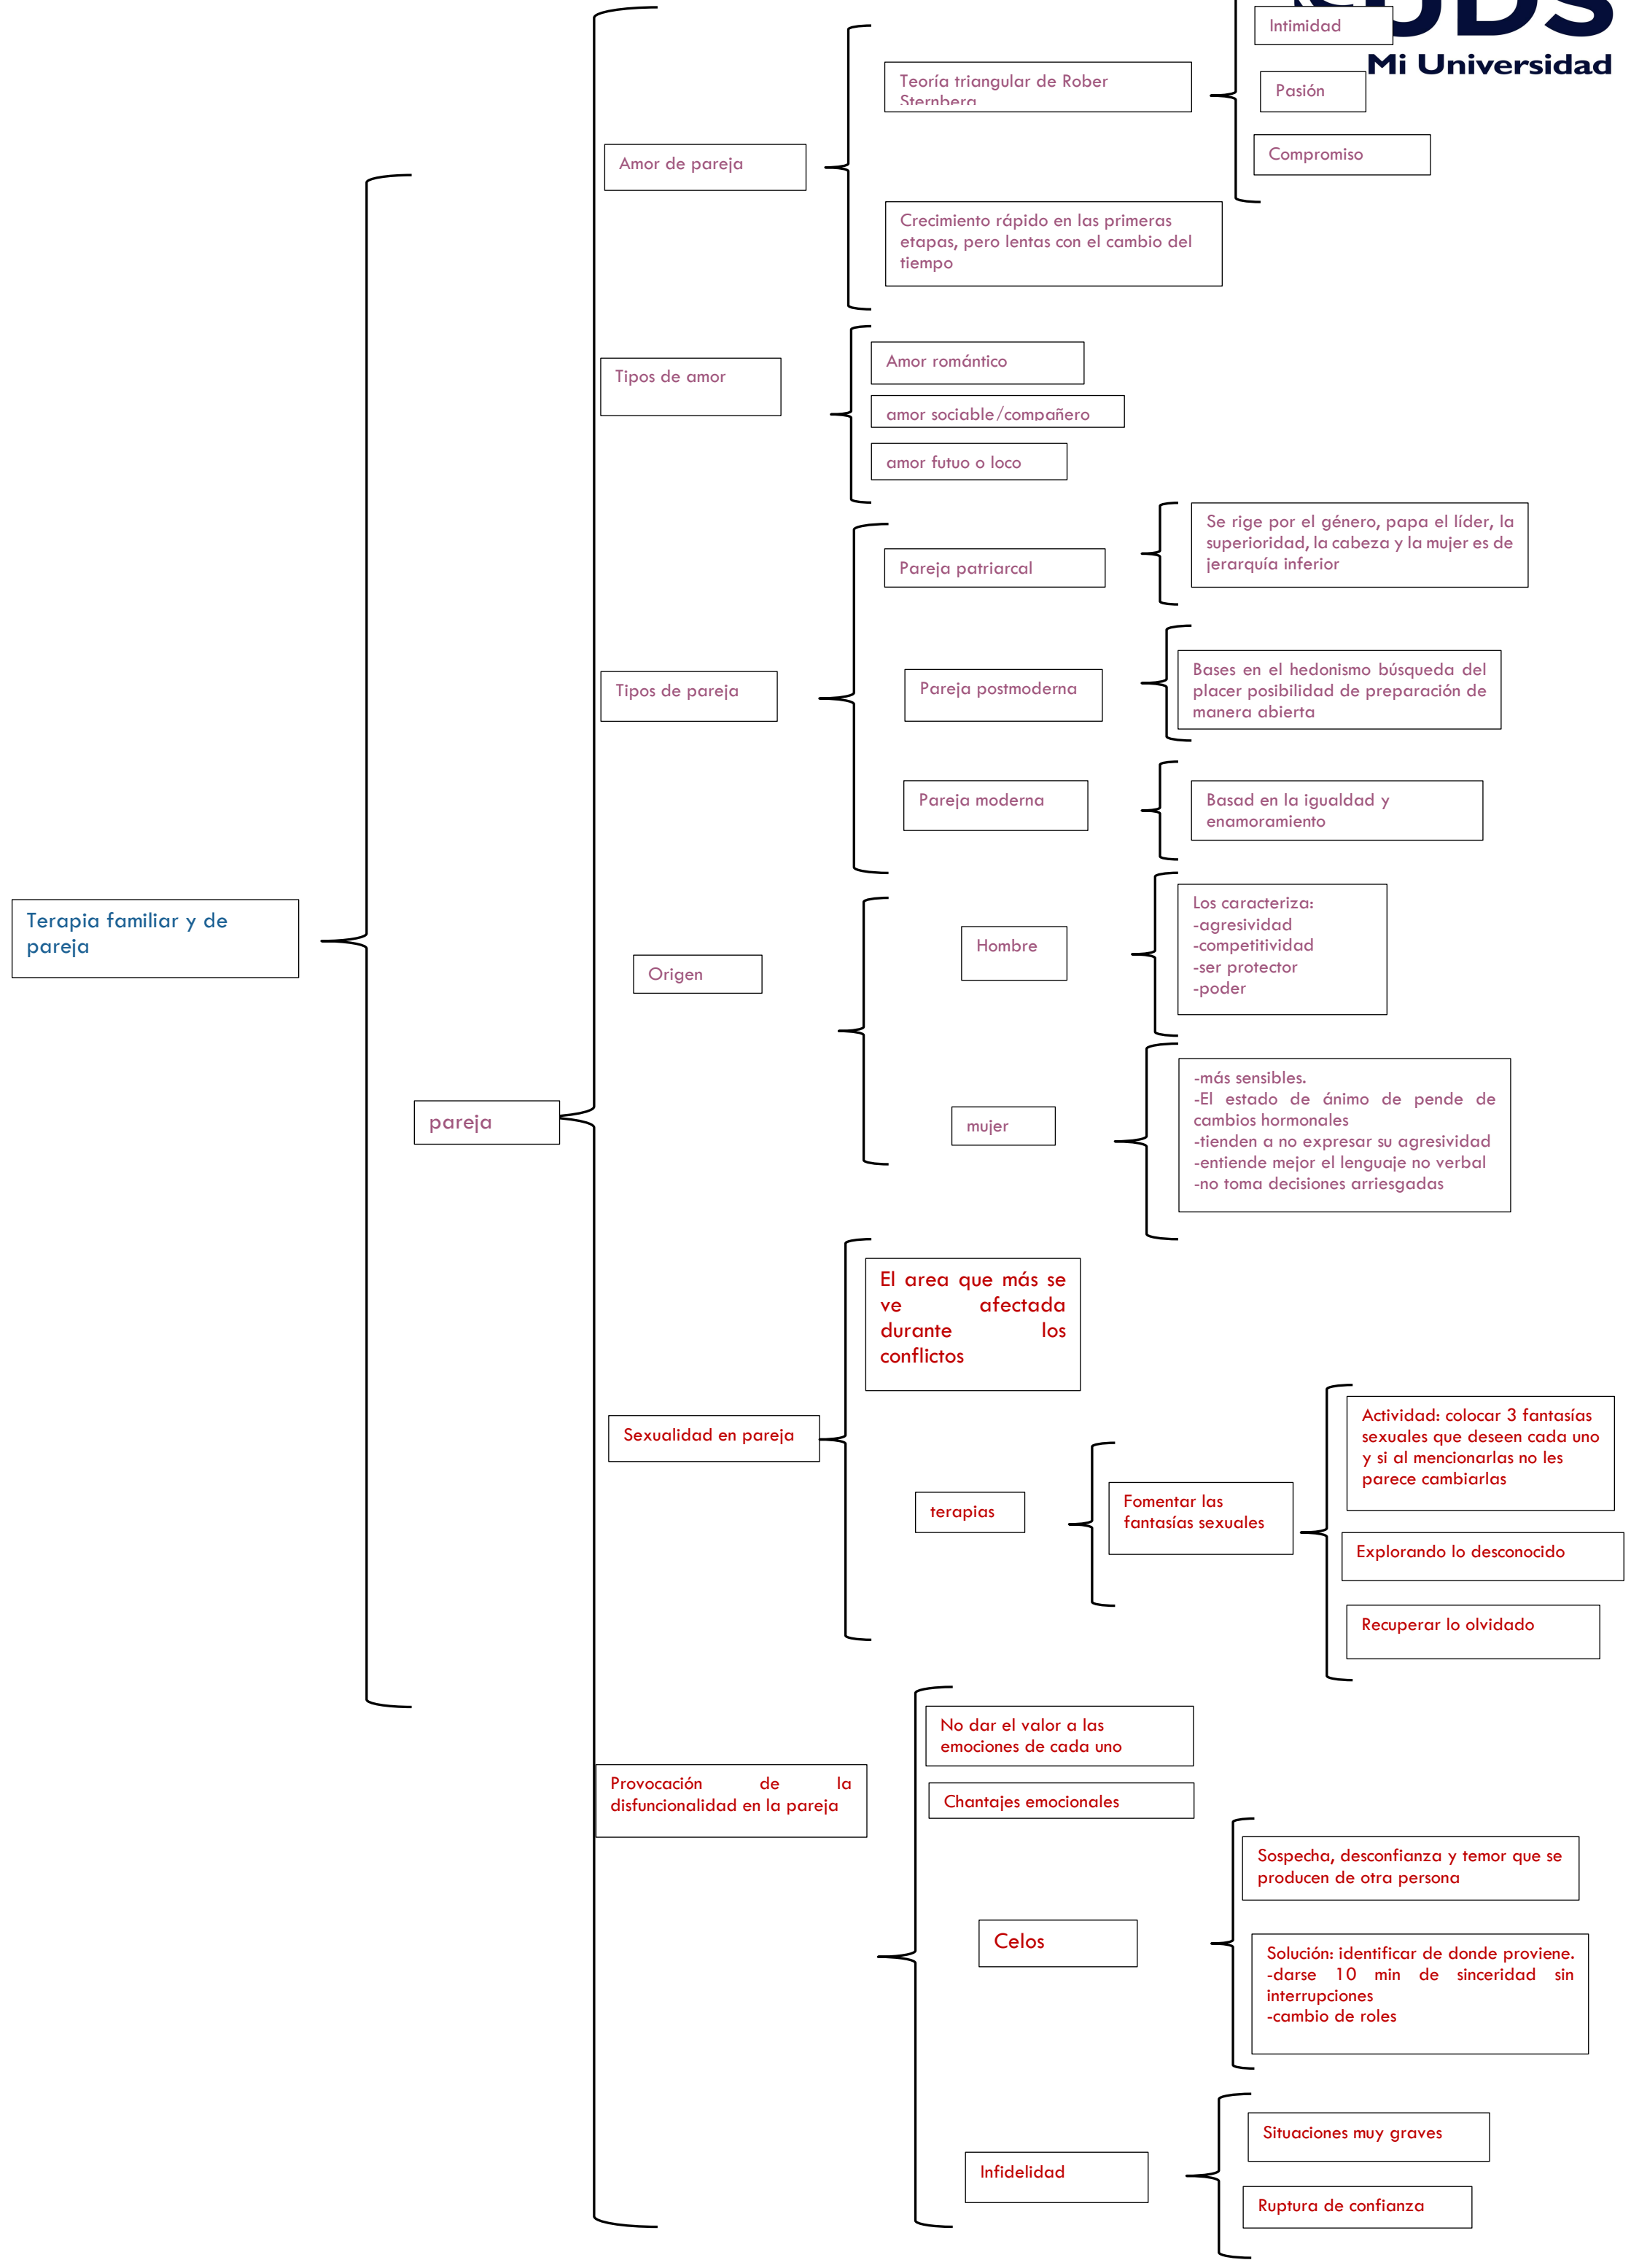 UDS
Mi Universidad
Intimidad
Pasión
Compromiso
Teoría triangular de Rober
Sternberg
Amor de pareja
Crecimiento rápido en las primeras
etapas, pero lentas con el cambio del
tiempo
Tipos de amor
Amor romántico
amor sociable/compañero
amor futuo o loco
Tipos de pareja
Pareja patriarcal
Se rige por el género, papa el líder, la
superioridad, la cabeza y la mujer es de
jerarquía inferior
Pareja postmoderna
Bases en el hedonismo búsqueda del
placer posibilidad de preparación de
manera abierta
Pareja moderna
Basad en la igualdad y
enamoramiento
Terapia familiar y de
pareja
pareja
Origen
Hombre
Los caracteriza:
-agresividad
-competitividad
-ser protector
-poder
mujer
-más sensibles.
-El estado de ánimo de pende de
cambios hormonales
-tienden a no expresar su agresividad
-entiende mejor el lenguaje no verbal
-no toma decisiones arriesgadas
Sexualidad en pareja
El area que más se
ve afectada
durante los
conflictos
terapias
Fomentar las
fantasías sexuales
Actividad: colocar 3 fantasías
sexuales que deseen cada uno
y si al mencionarlas no les
parece cambiarlas
Explorando lo desconocido
Recuperar lo olvidado
Provocación de la
disfuncionalidad en la pareja
No dar el valor a las
emociones de cada uno
Chantajes emocionales
Celos
Sospecha, desconfianza y temor que se
producen de otra persona
Solución: identificar de donde proviene.
-darse 10 min de sinceridad sin
interrupciones
-cambio de roles
Infidelidad
Situaciones muy graves
Ruptura de confianza